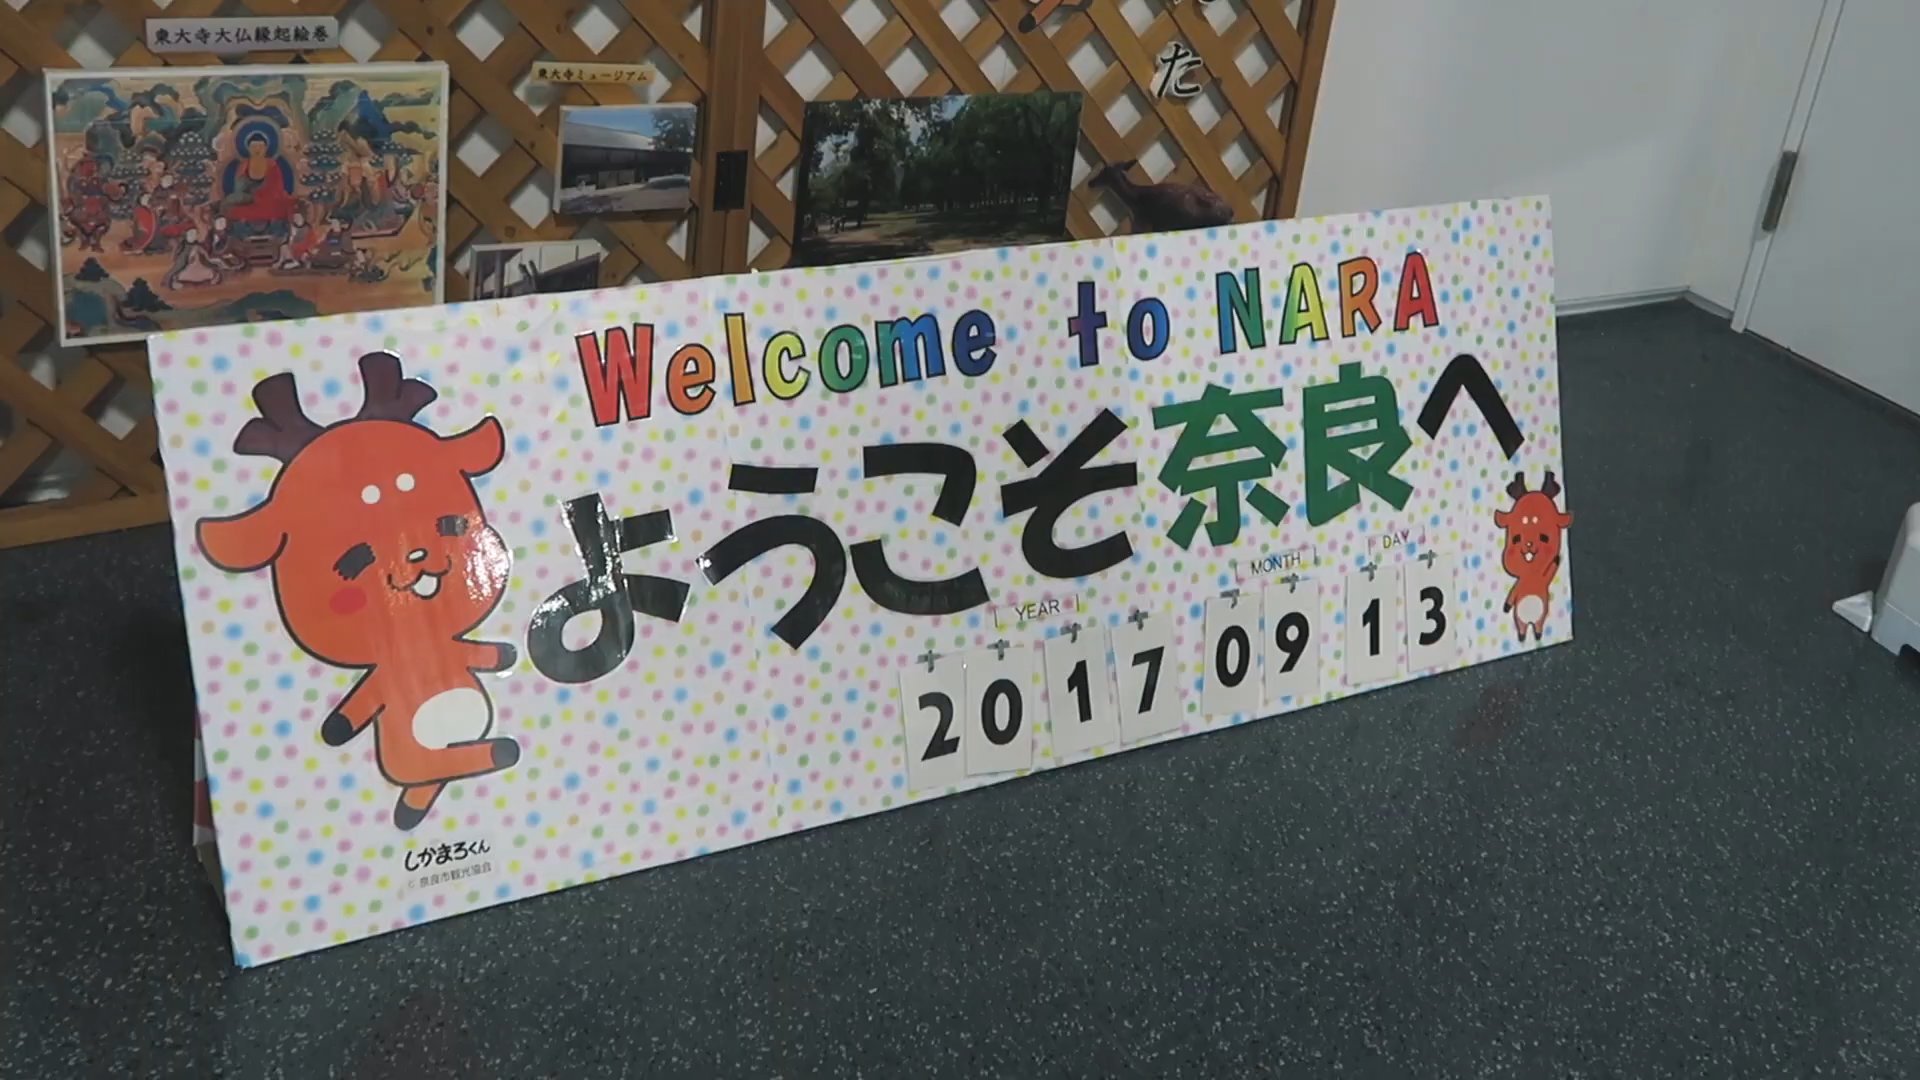 東大寺大仏縁起絵巻
東大寺ミュージアム
た
Welcome to NARA
ようこそ奈良へ
YEAR MONTH DAY
2017 09 13
しかまろくん
© 奈良市観光協会